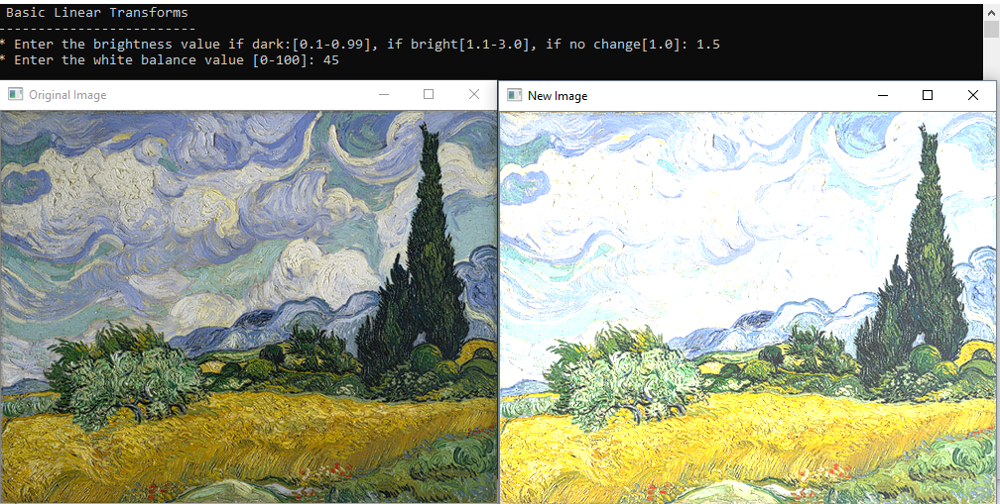 Basic Linear Transforms
-------------------------
* Enter the brightness value if dark:[0.1-0.99], if bright[1.1-3.0], if no change[1.0]: 1.5
* Enter the white balance value [0-100]: 45
Original Image
New Image